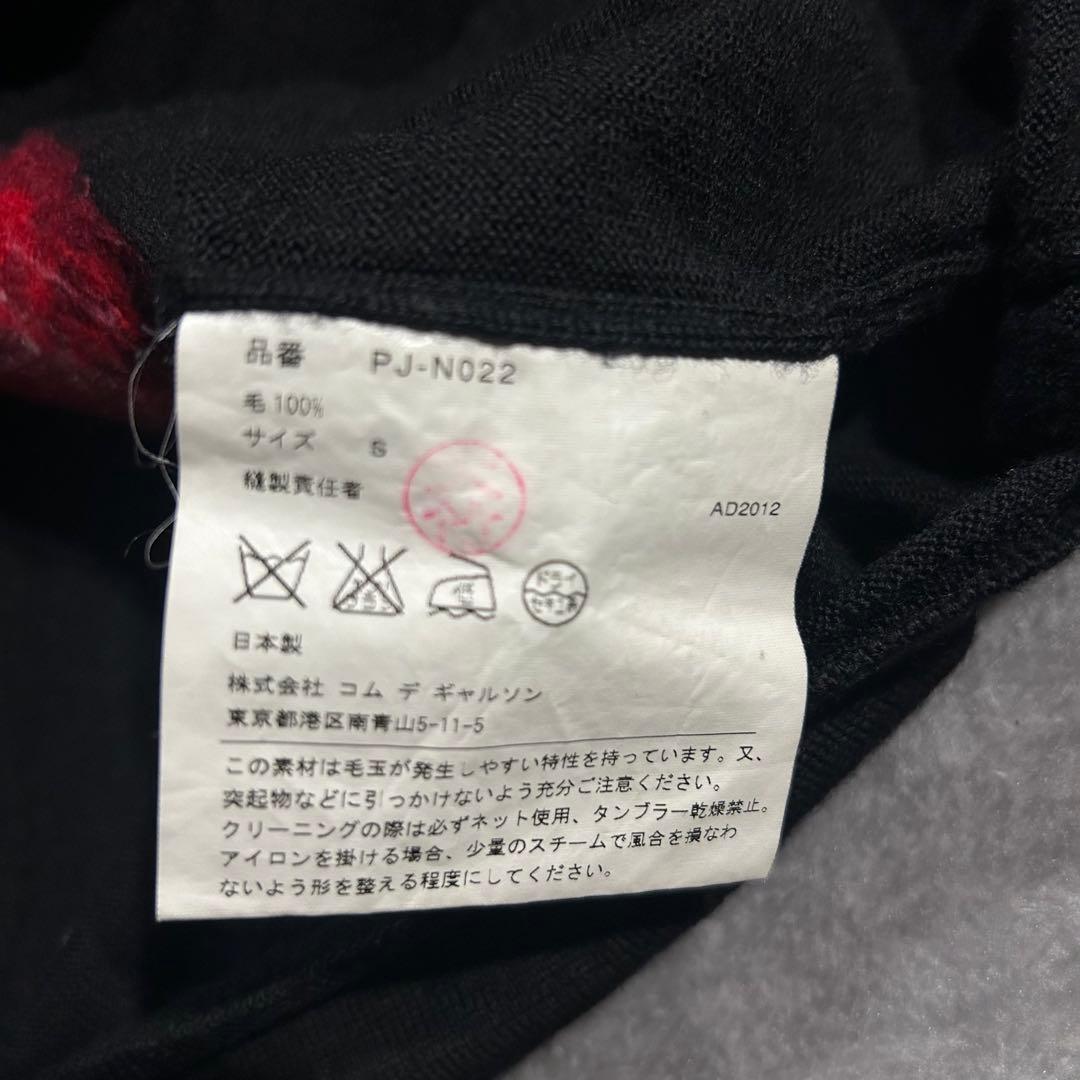 品番 PJ-N022
毛 100%
サイズ S
縫製責任者
AD2012
低
ドライ
セキユ系
日本製
株式会社 コム デ ギャルソン
東京都港区南青山5-11-5
この素材は毛玉が発生しやすい特性を持っています。又、
突起物などに引っかけないよう充分ご注意ください。
クリーニングの際は必ずネット使用、タンブラー乾燥禁止。
アイロンを掛ける場合、少量のスチームで風合を損なわ
ないよう形を整える程度にしてください。